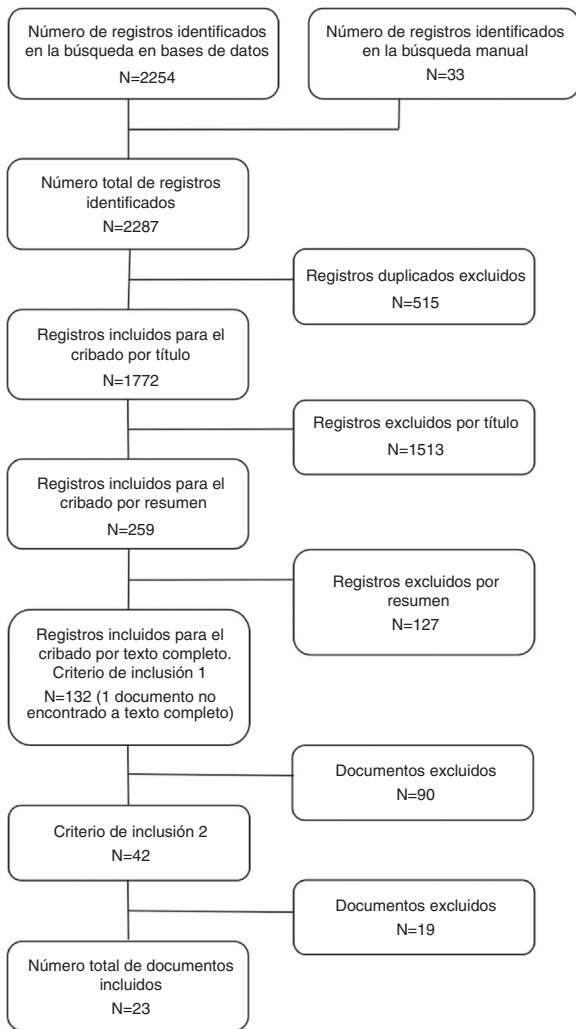 Número de registros identificados
en la búsqueda en bases de datos
N=2254
Número de registros identificados
en la búsqueda manual
N=33
Número total de registros
identificados
N=2287
Registros duplicados excluidos
N=515
Registros incluidos para el
cribado por título
N=1772
Registros excluidos por título
N=1513
Registros incluidos para el
cribado por resumen
N=259
Registros excluidos por
resumen
N=127
Registros incluidos para el
cribado por texto completo.
Criterio de inclusión 1
N=132 (1 documento no
encontrado a texto completo)
Documentos excluidos
N=90
Criterio de inclusión 2
N=42
Documentos excluidos
N=19
Número total de documentos
incluidos
N=23